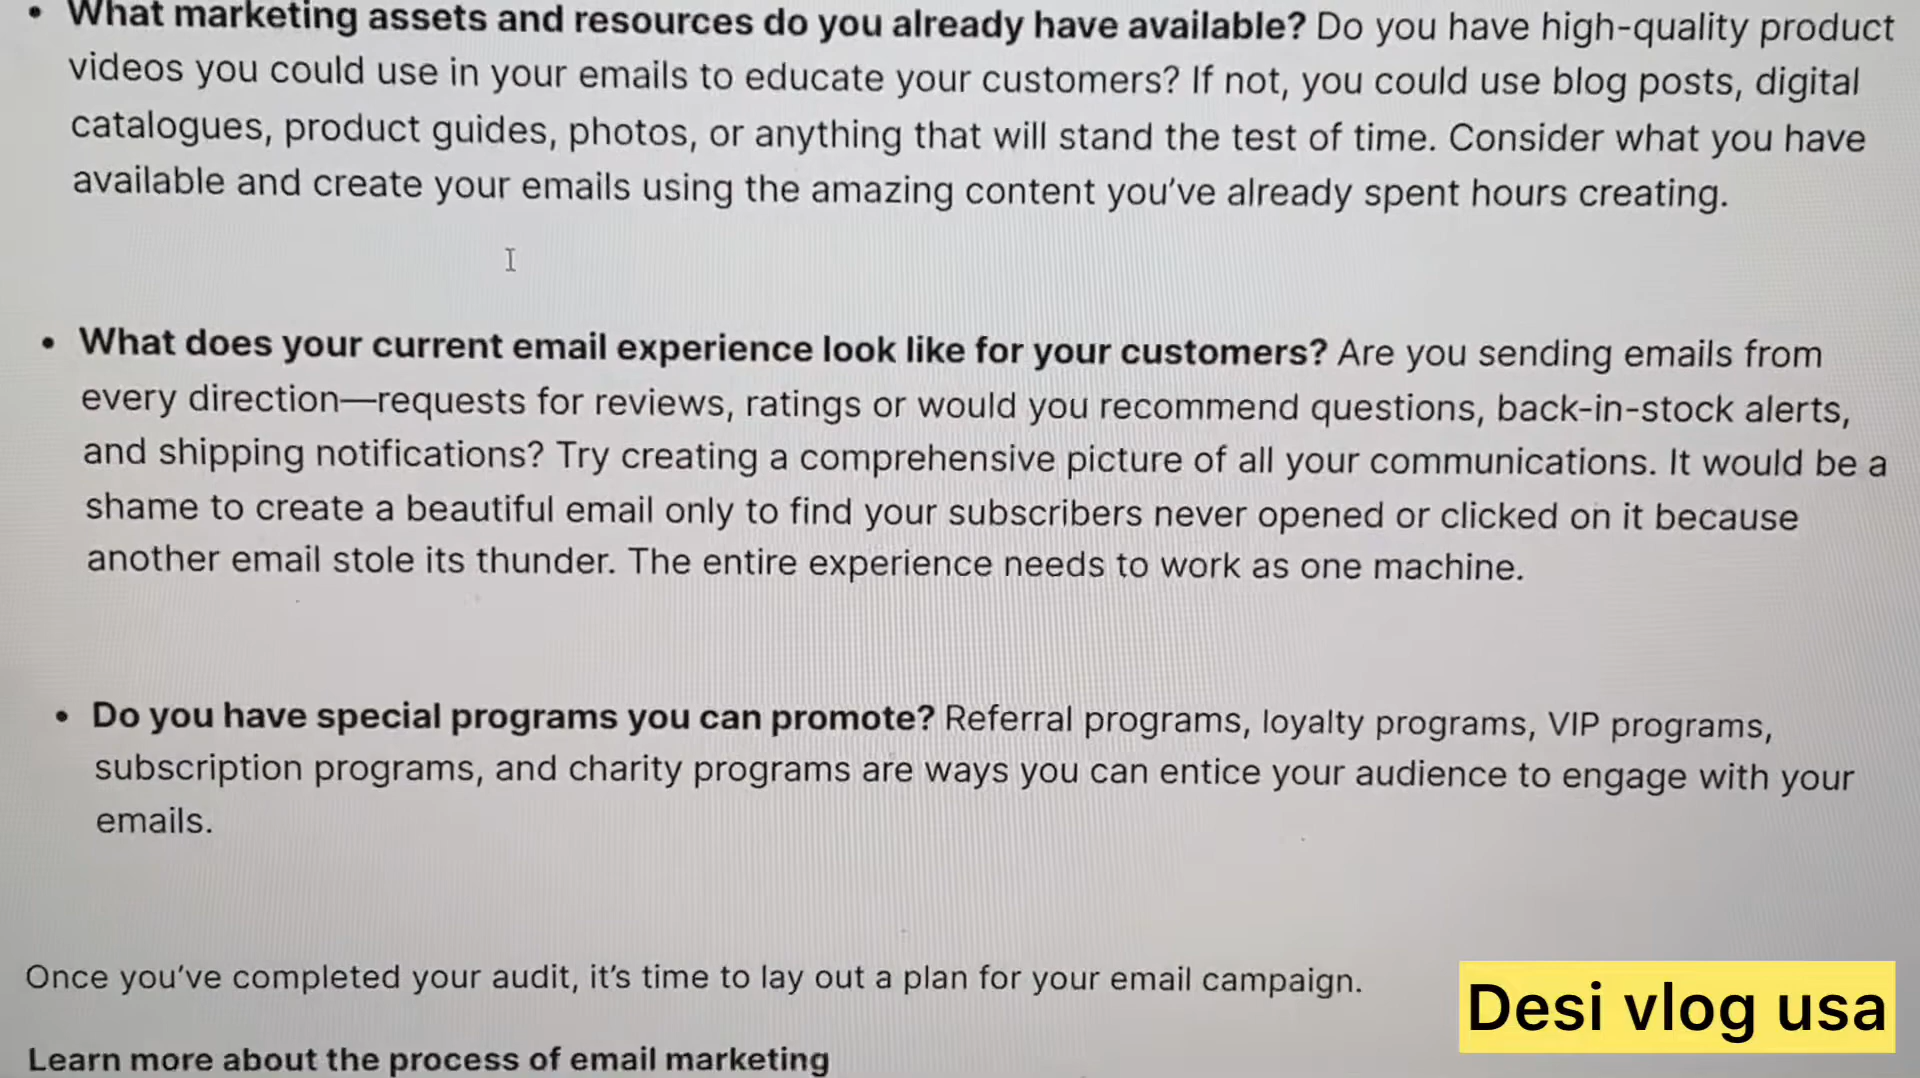 • What marketing assets and resources do you already have available? Do you have high-quality product
videos you could use in your emails to educate your customers? If not, you could use blog posts, digital
catalogues, product guides, photos, or anything that will stand the test of time. Consider what you have
available and create your emails using the amazing content you’ve already spent hours creating.
• What does your current email experience look like for your customers? Are you sending emails from
every direction—requests for reviews, ratings or would you recommend questions, back-in-stock alerts,
and shipping notifications? Try creating a comprehensive picture of all your communications. It would be a
shame to create a beautiful email only to find your subscribers never opened or clicked on it because
another email stole its thunder. The entire experience needs to work as one machine.
• Do you have special programs you can promote? Referral programs, loyalty programs, VIP programs,
subscription programs, and charity programs are ways you can entice your audience to engage with your
emails.
Once you’ve completed your audit, it’s time to lay out a plan for your email campaign.
Desi vlog usa
Learn more about the process of email marketing